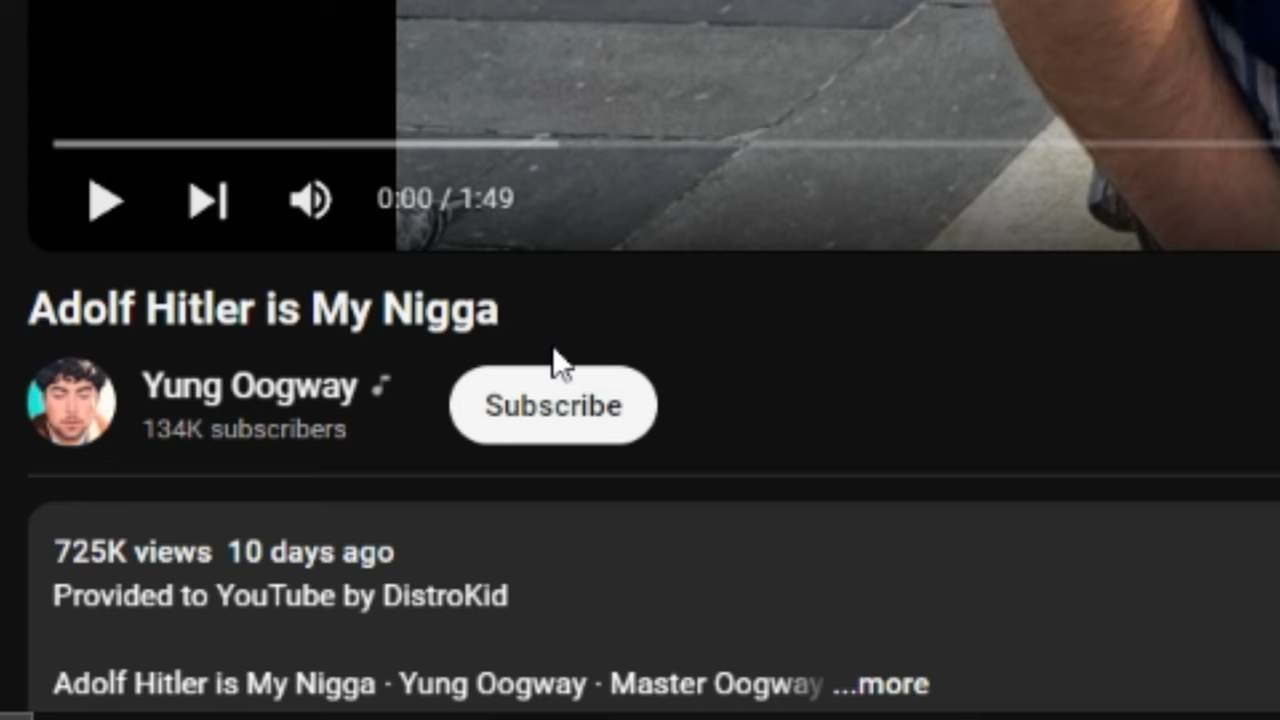 0:00 / 1:49
Adolf Hitler is My Nigga
Yung Oogway
134K subscribers
Subscribe
725K views 10 days ago
Provided to YouTube by DistroKid
Adolf Hitler is My Nigga · Yung Oogway · Master Oogway ...more